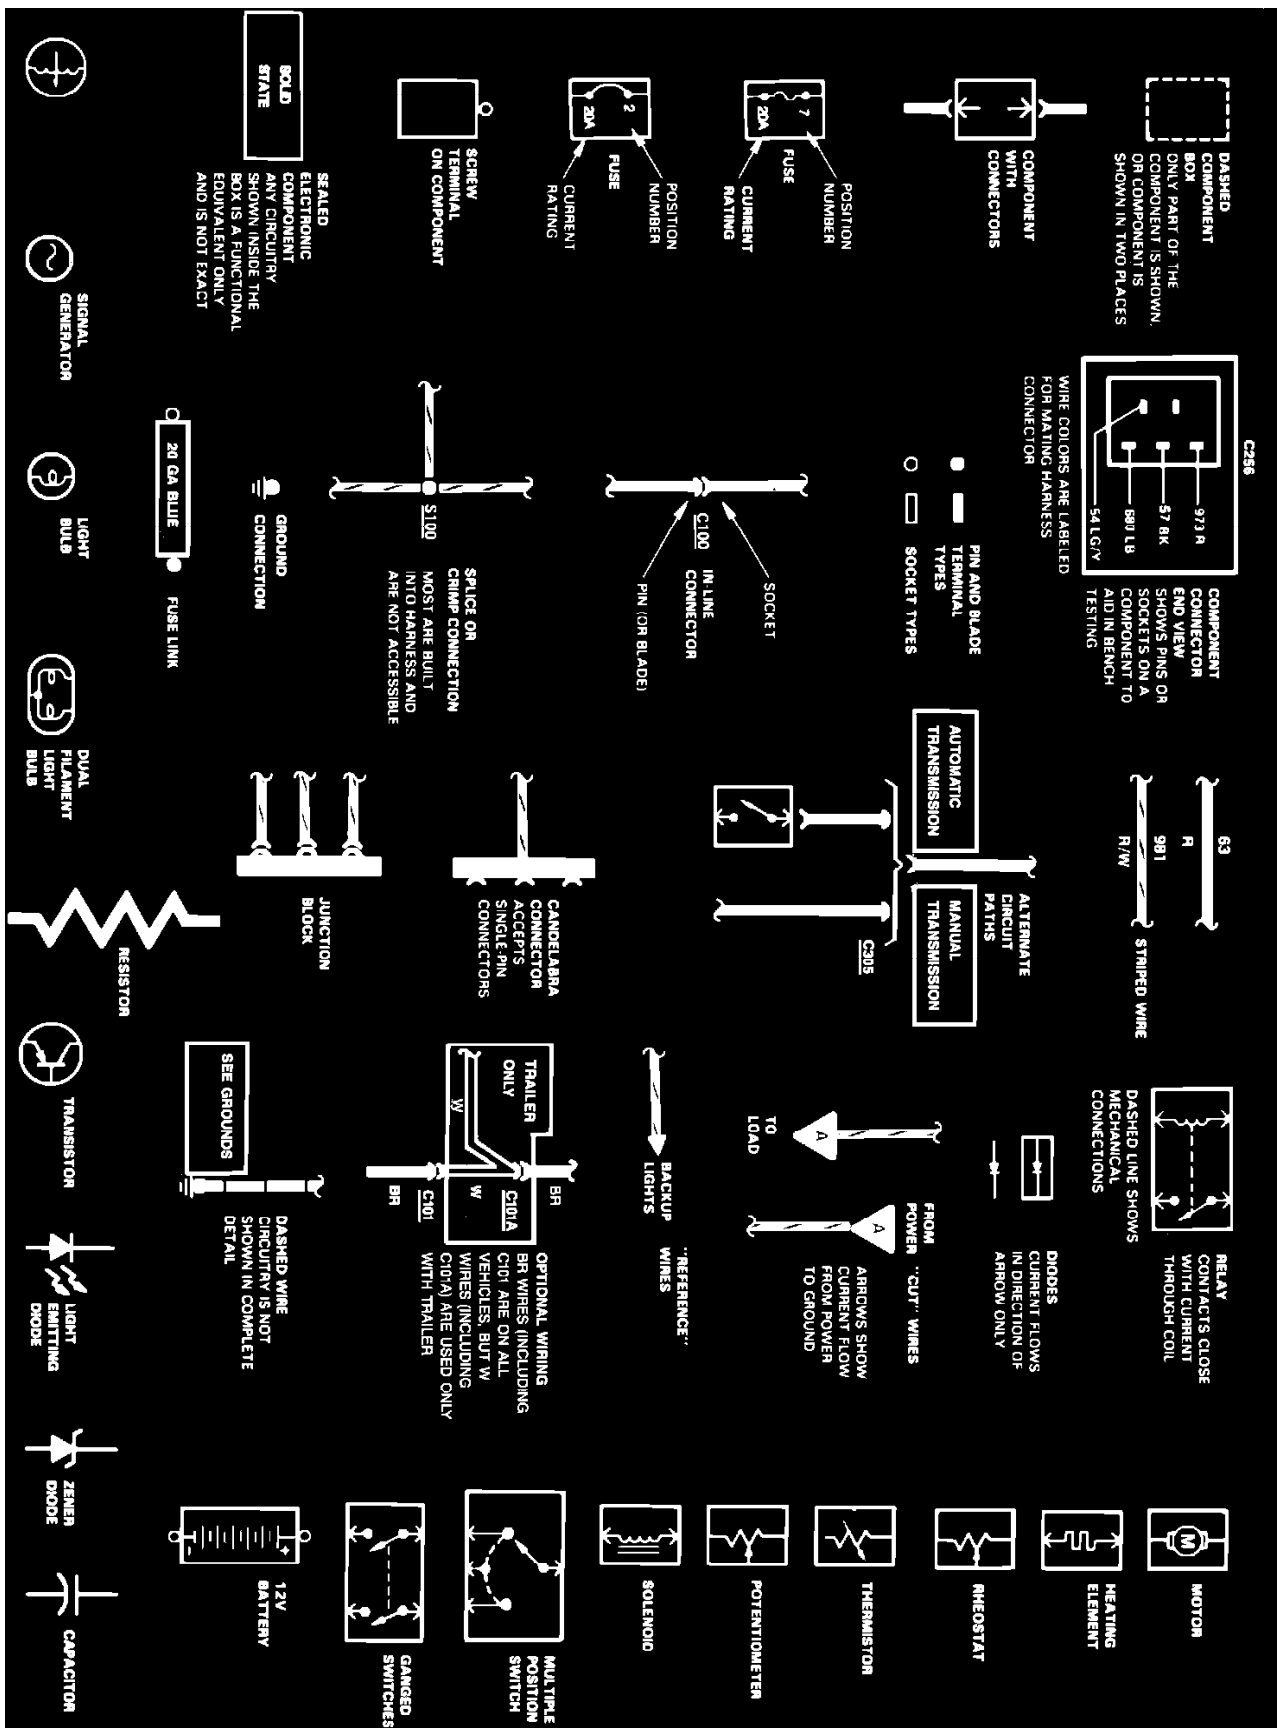 DASHED
COMPONENT
BOX
ONLY PART OF THE
COMPONENT IS SHOWN,
OR COMPONENT IS
SHOWN IN TWO PLACES
COMPONENT
WITH
CONNECTORS
7
20A
FUSE
POSITION
NUMBER
CURRENT
RATING
2
20A
FUSE
POSITION
NUMBER
CURRENT
RATING
SCREW
TERMINAL
ON COMPONENT
SOLID
STATE
SEALED
ELECTRONIC
COMPONENT
ANY CIRCUITRY
SHOWN INSIDE THE
BOX IS A FUNCTIONAL
EQUIVALENT ONLY
AND IS NOT EXACT
C256
973 R
57 BK
680 LB
54 LG/Y
WIRE COLORS ARE LABELED
FOR MATING HARNESS
CONNECTOR
COMPONENT
CONNECTOR
END VIEW
SHOWS PINS OR
SOCKETS ON A
COMPONENT TO
AID IN BENCH
TESTING
PIN AND BLADE
TERMINAL
TYPES
SOCKET TYPES
C100
IN-LINE
CONNECTOR
SOCKET
PIN (OR BLADE)
S100
SPLICE OR
CRIMP CONNECTION
MOST ARE BUILT
INTO HARNESS AND
ARE NOT ACCESSIBLE
GROUND
CONNECTION
20 GA BLUE
FUSE LINK
63
R
981
R/W
STRIPED WIRE
AUTOMATIC
TRANSMISSION
MANUAL
TRANSMISSION
ALTERNATE
CIRCUIT
PATHS
C305
CANDELABRA
CONNECTOR
ACCEPTS
SINGLE-PIN
CONNECTORS
JUNCTION
BLOCK
RELAY
CONTACTS CLOSE
WITH CURRENT
THROUGH COIL
DASHED LINE SHOWS
MECHANICAL
CONNECTIONS
DIODES
CURRENT FLOWS
IN DIRECTION OF
ARROW ONLY
A
TO
LOAD
A
FROM
POWER
"CUT" WIRES
ARROWS SHOW
CURRENT FLOW
FROM POWER
TO GROUND
BACKUP
LIGHTS
"REFERENCE"
WIRES
TRAILER
ONLY
BR
C101A
W
W
C101
BR
OPTIONAL WIRING
BR WIRES (INCLUDING
C101 ARE ON ALL
VEHICLES, BUT W
WIRES (INCLUDING
C101A) ARE USED ONLY
WITH TRAILER
SEE GROUNDS
DASHED WIRE
CIRCUITRY IS NOT
SHOWN IN COMPLETE
DETAIL
M
MOTOR
HEATING
ELEMENT
RHEOSTAT
THERMISTOR
POTENTIOMETER
SOLENOID
MULTIPLE
POSITION
SWITCH
GANGED
SWITCHES
12V
BATTERY
SIGNAL
GENERATOR
LIGHT
BULB
DUAL
FILAMENT
LIGHT
BULB
RESISTOR
TRANSISTOR
LIGHT
EMITTING
DIODE
ZENER
DIODE
CAPACITOR